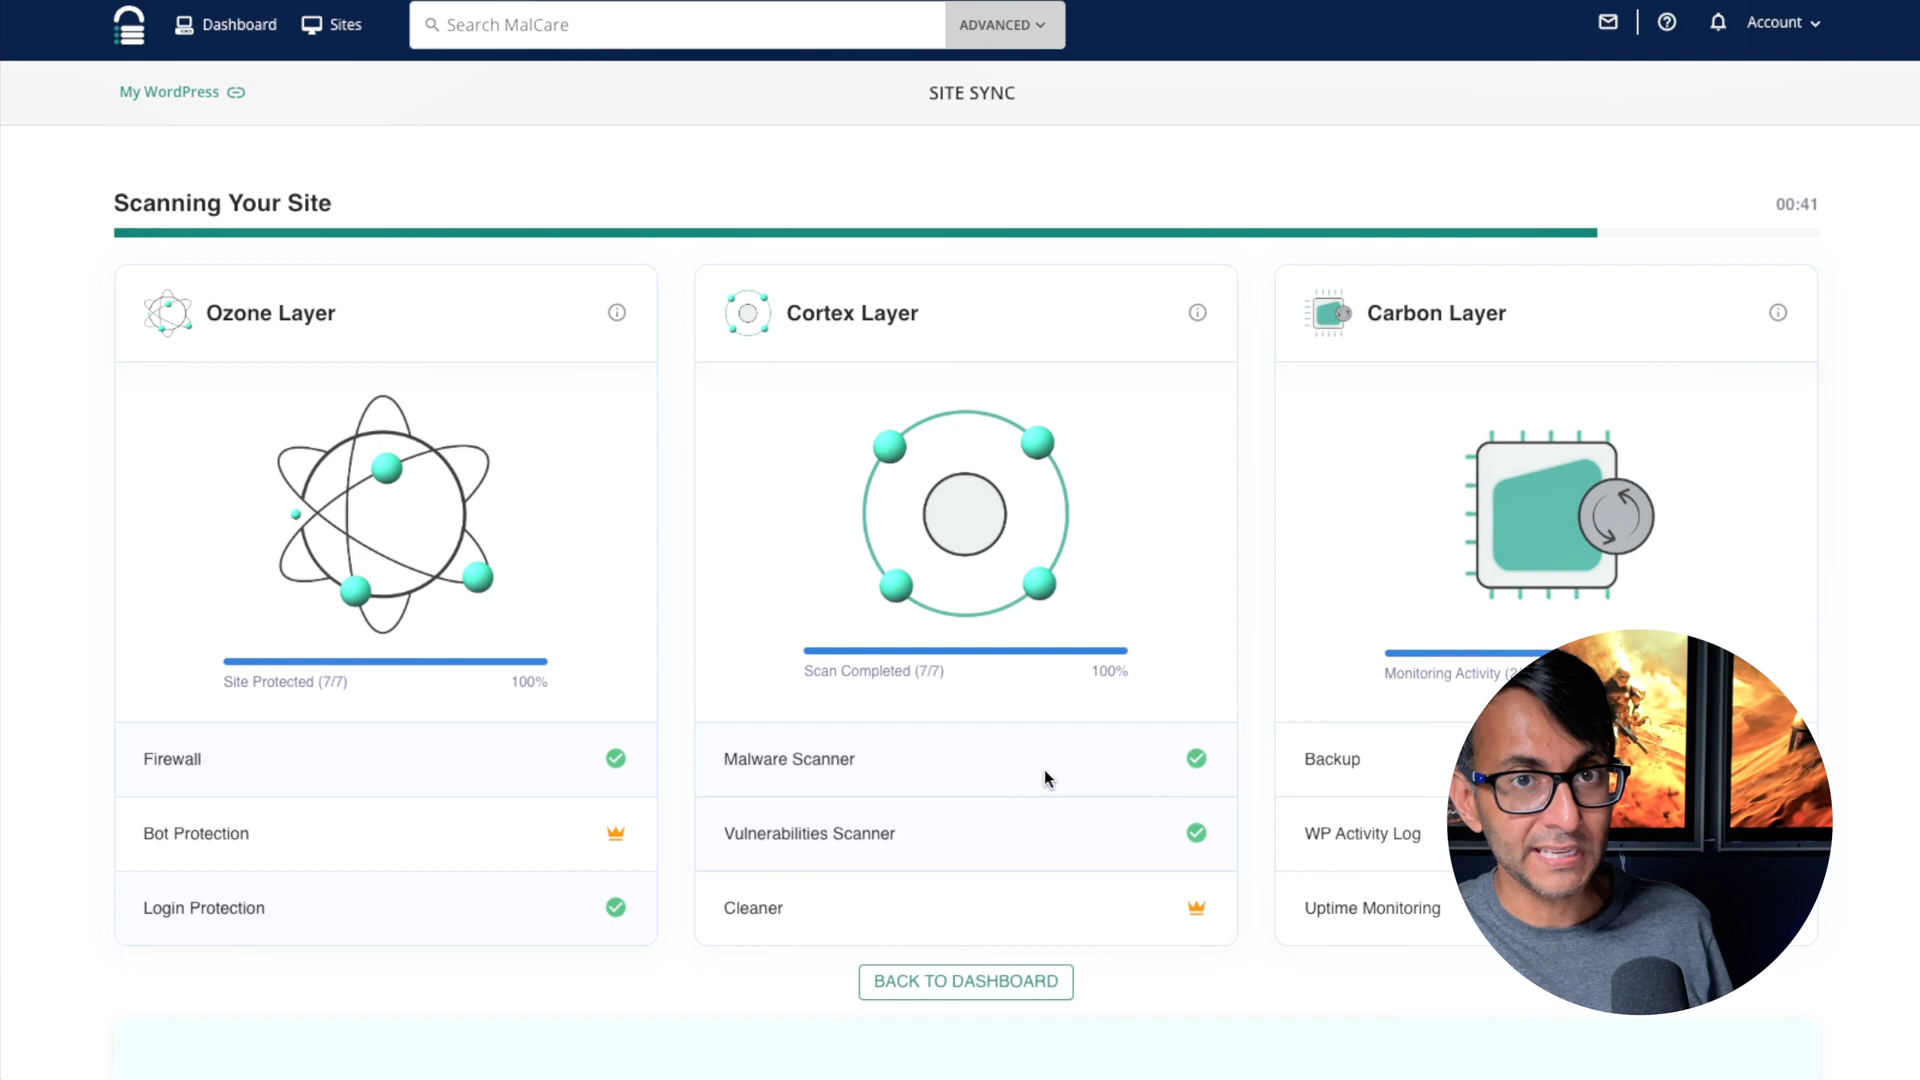 Dashboard
Sites
Search MalCare
ADVANCED
Account
My WordPress
SITE SYNC
Scanning Your Site
00:41
Ozone Layer
Site Protected (7/7)
100%
Firewall
Bot Protection
Login Protection
Cortex Layer
Scan Completed (7/7)
100%
Malware Scanner
Vulnerabilities Scanner
Cleaner
Carbon Layer
Monitoring Activity
Backup
WP Activity Log
Uptime Monitoring
BACK TO DASHBOARD